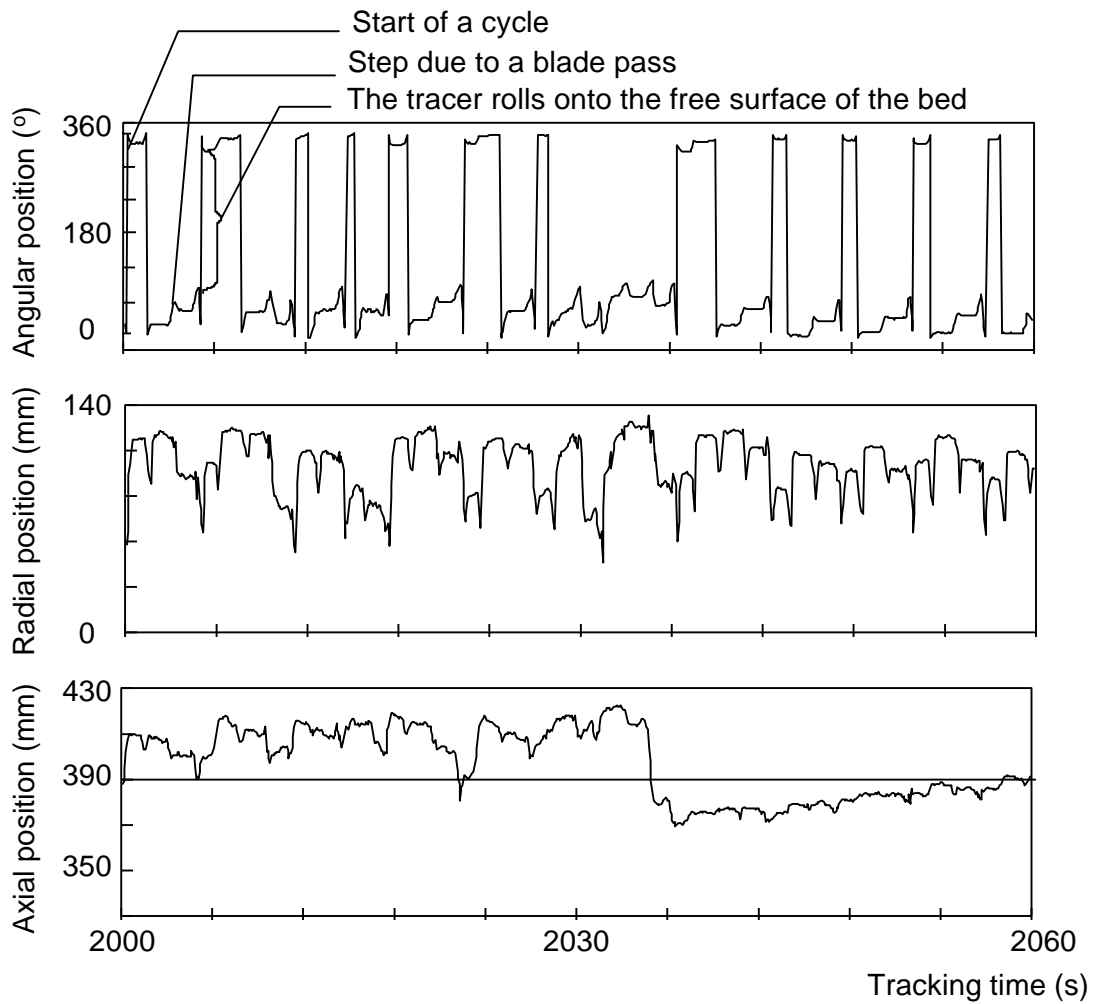 Start of a cycle
Step due to a blade pass
The tracer rolls onto the free surface of the bed
Angular position (°)
360
180
0
Radial position (mm)
140
0
Axial position (mm)
430
390
350
2000
2030
2060
Tracking time (s)